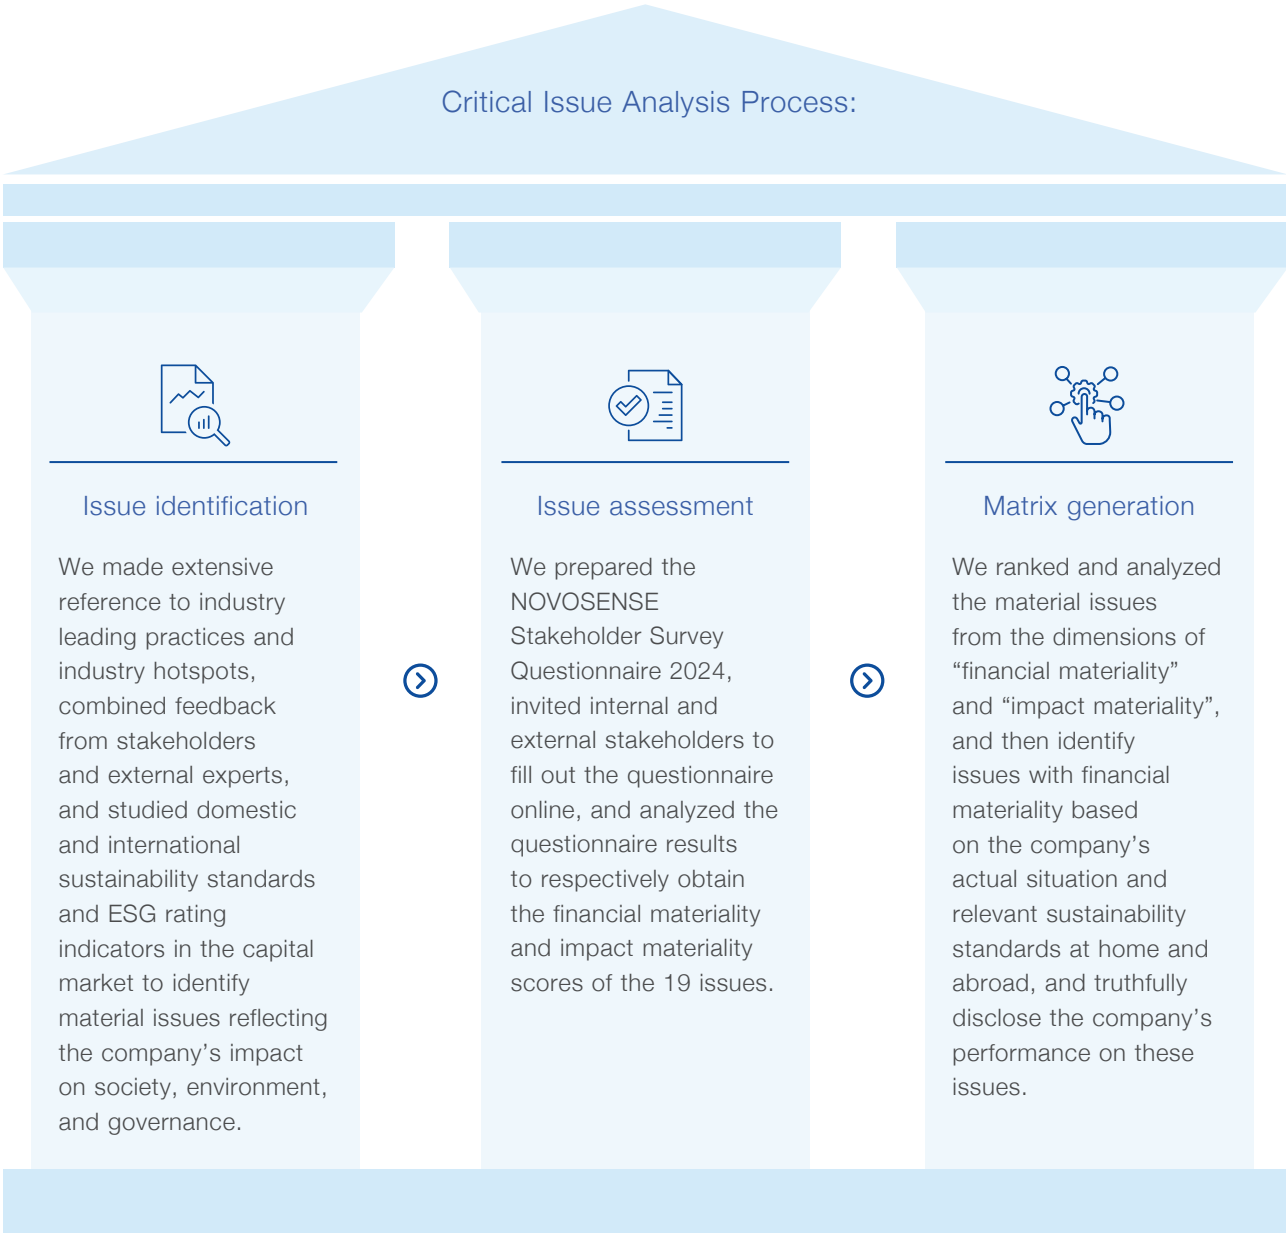 Critical Issue Analysis Process:
Issue identification
We made extensive
reference to industry
leading practices and
industry hotspots,
combined feedback
from stakeholders
and external experts,
and studied domestic
and international
sustainability standards
and ESG rating
indicators in the capital
market to identify
material issues reflecting
the company’s impact
on society, environment,
and governance.
Issue assessment
We prepared the
NOVOSENSE
Stakeholder Survey
Questionnaire 2024,
invited internal and
external stakeholders to
fill out the questionnaire
online, and analyzed the
questionnaire results
to respectively obtain
the financial materiality
and impact materiality
scores of the 19 issues.
Matrix generation
We ranked and analyzed
the material issues
from the dimensions of
“financial materiality”
and “impact materiality”,
and then identify
issues with financial
materiality based
on the company’s
actual situation and
relevant sustainability
standards at home and
abroad, and truthfully
disclose the company’s
performance on these
issues.